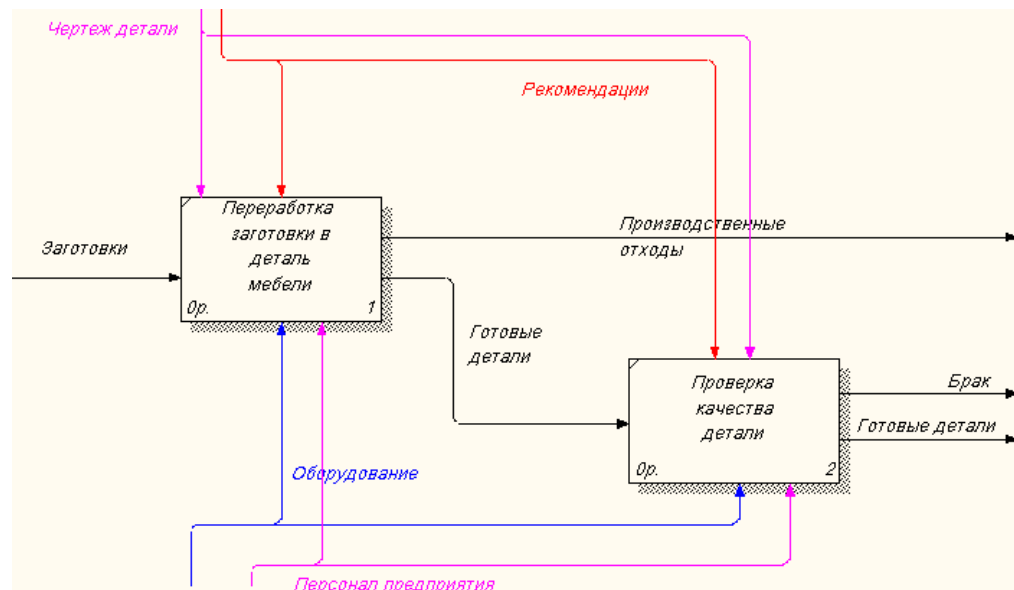 Чертеж детали
Рекомендации
Переработка
заготовки в
деталь
мебели
0р.
1
Заготовки
Производственные
отходы
Готовые
детали
Проверка
качества
детали
0р.
2
Брак
Готовые детали
Оборудование
Персонал предприятия